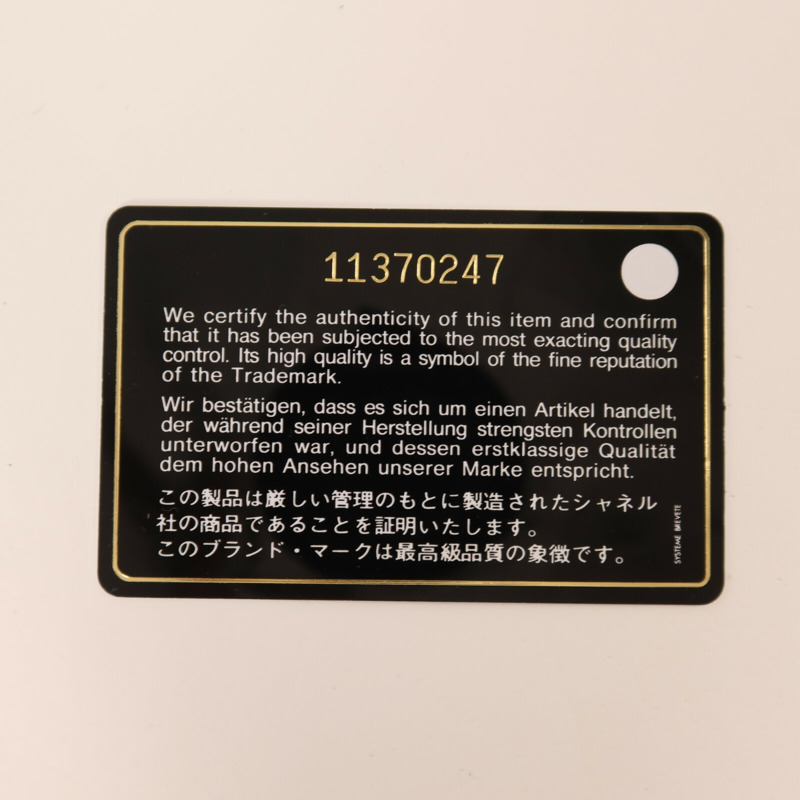 11370247
We certify the authenticity of this item and confirm
that it has been subjected to the most exacting quality
control. Its high quality is a symbol of the fine reputation
of the Trademark.
Wir bestätigen, dass es sich um einen Artikel handelt,
der während seiner Herstellung strengsten Kontrollen
unterworfen war, und dessen erstklassige Qualität
dem hohen Ansehen unserer Marke entspricht.
この製品は厳しい管理のもとに製造されたシャネル
社の商品であることを証明いたします。
このブランド・マークは最高級品質の象徴です。
SYSTEME BREVETE